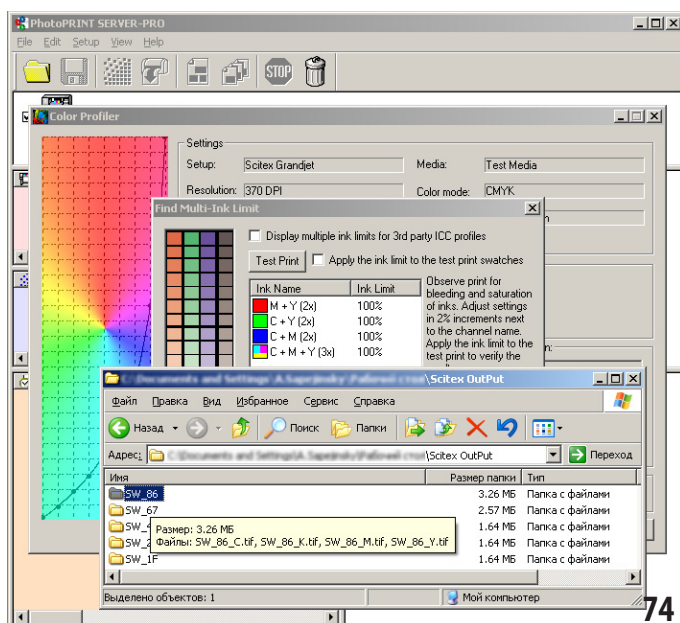 PhotoPRINT SERVER-PRO
File Edit Setup View Help
STOP
Color Profiler
Settings
Setup: Scitex Grandjet Media: Test Media
Resolution: 370 DPI Color mode: CMYK
Find Multi-Ink Limit
Display multiple ink limits for 3rd party ICC profiles
Test Print Apply the ink limit to the test print swatches
Ink Name Ink Limit
M + Y (2x) 100%
C + Y (2x) 100%
C + M (2x) 100%
C + M + Y (3x) 100%
Observe print for
bleeding and saturation
of inks. Adjust settings
in 2% increments next
to the channel name.
Apply the ink limit to the
test print to verify the
\Scitex OutPut
Файл Правка Вид Избранное Сервис Справка
Назад Поиск Папки
Адрес: \Scitex OutPut Переход
Имя Размер папки Тип
SW_86 3.26 МБ Папка с файлами
SW_67 2.57 МБ Папка с файлами
1.64 МБ Папка с файлами
1.64 МБ Папка с файлами
SW_1F 1.64 МБ Папка с файлами
Размер: 3.26 МБ
Файлы: SW_86_C.tif, SW_86_K.tif, SW_86_M.tif, SW_86_Y.tif
Выделено объектов: 1 Мой компьютер
74